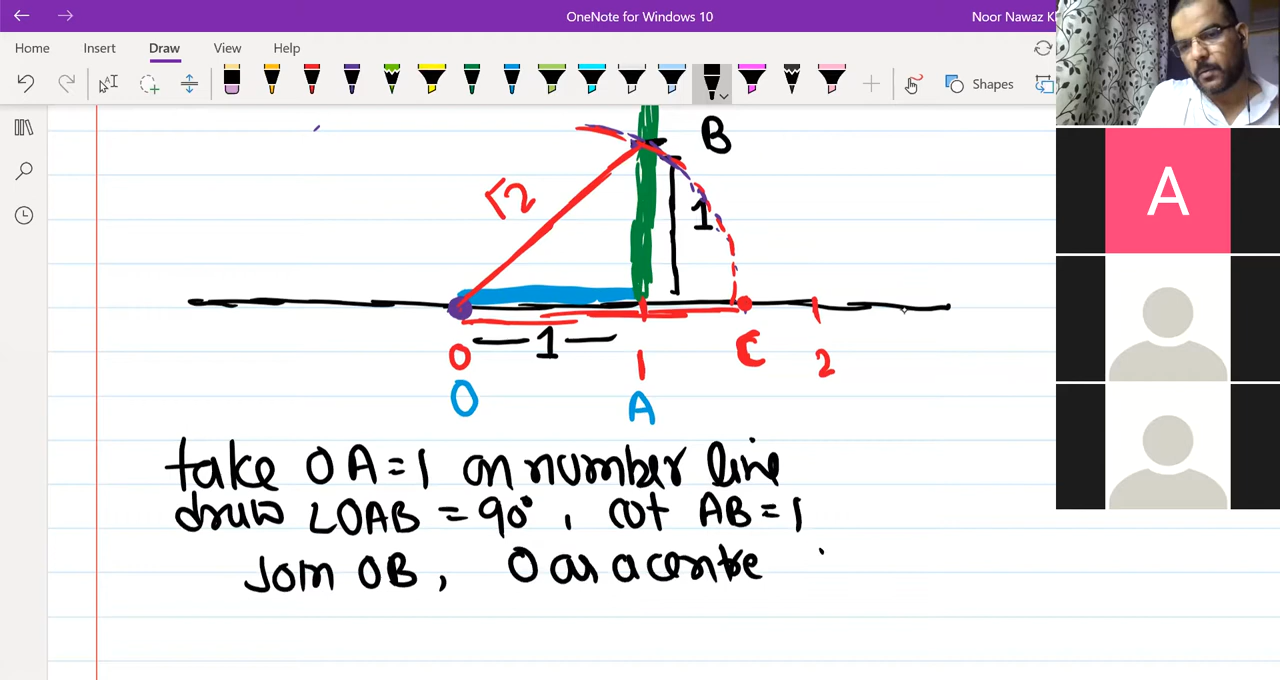 OneNote for Windows 10
Noor Nawaz K
Home Insert Draw View Help
Shapes
B
√2
1
1
0 1 C 2
O A
A
take OA=1 on number line
draw ∠OAB = 90°, cut AB=1
Join OB, O as a centre